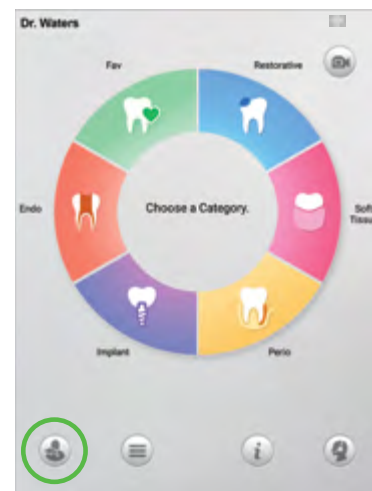 Dr. Waters
Fav
Restorative
Endo
Choose a Category.
Soft
Tissue
Implant
Perio
i